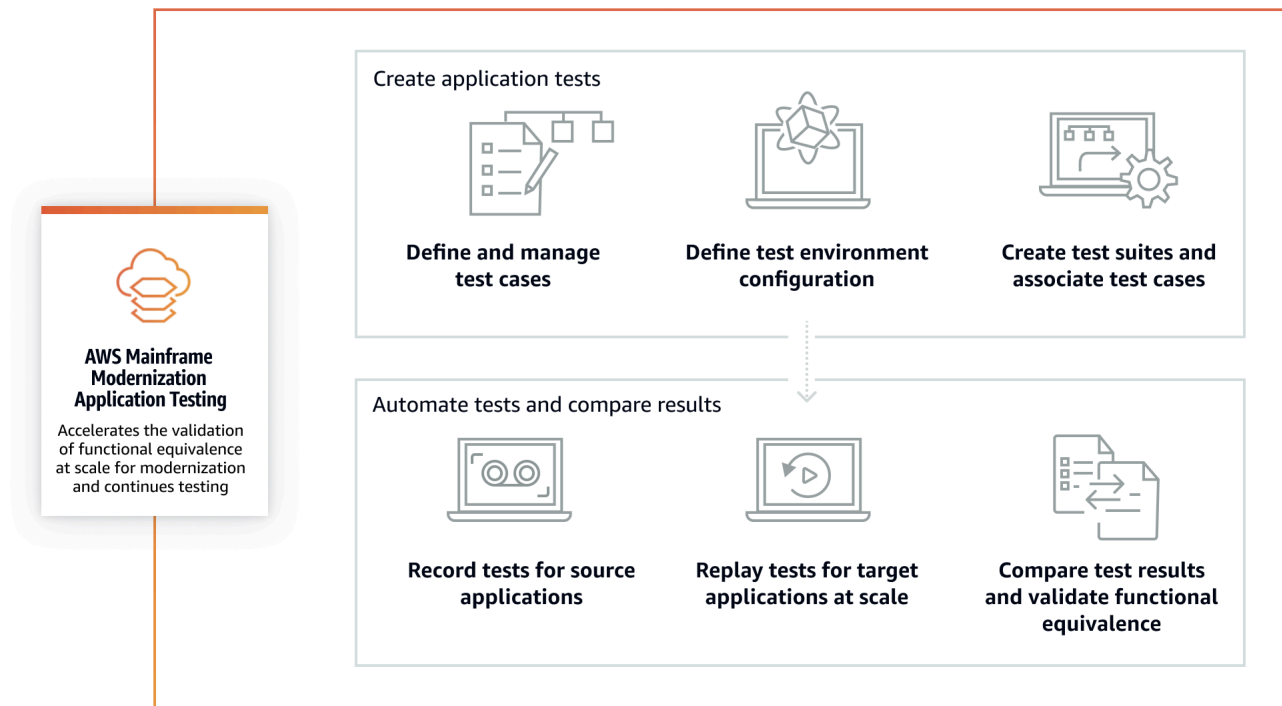 Create application tests
Define and manage
test cases
Define test environment
configuration
Create test suites and
associate test cases
AWS Mainframe
Modernization
Application Testing
Accelerates the validation
of functional equivalence
at scale for modernization
and continues testing
Automate tests and compare results
Record tests for source
applications
Replay tests for target
applications at scale
Compare test results
and validate functional
equivalence